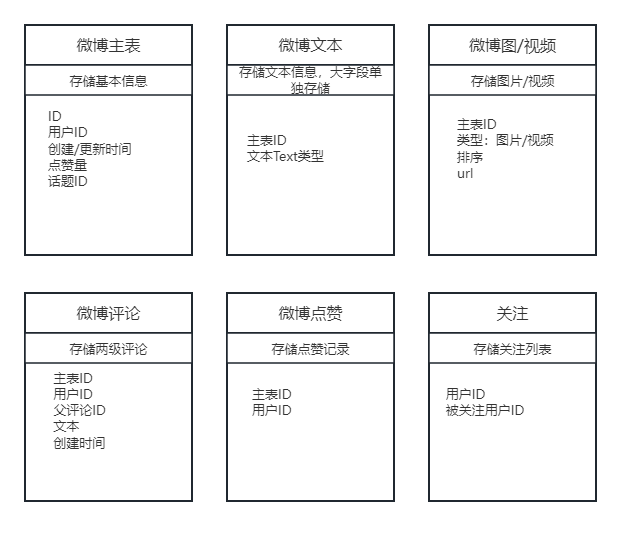 微博主表
存储基本信息
ID
用户ID
创建/更新时间
点赞量
话题ID
微博文本
存储文本信息，大字段单
独存储
主表ID
文本Text类型
微博图/视频
存储图片/视频
主表ID
类型：图片/视频
排序
url
微博评论
存储两级评论
主表ID
用户ID
父评论ID
文本
创建时间
微博点赞
存储点赞记录
主表ID
用户ID
关注
存储关注列表
用户ID
被关注用户ID